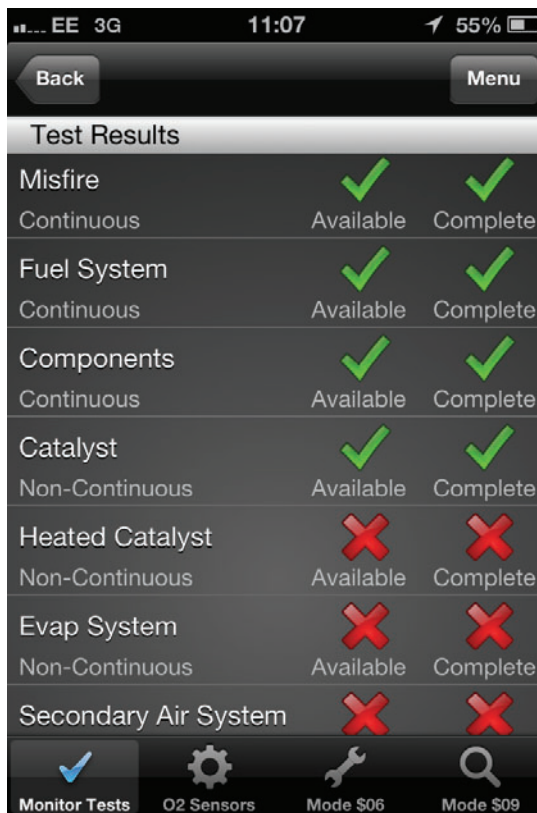 EE 3G 11:07 55%
Back Menu
Test Results
Misfire
Continuous Available Complete
Fuel System
Continuous Available Complete
Components
Continuous Available Complete
Catalyst
Non-Continuous Available Complete
Heated Catalyst
Non-Continuous Available Complete
Evap System
Non-Continuous Available Complete
Secondary Air System
Monitor Tests O2 Sensors Mode $06 Mode $09